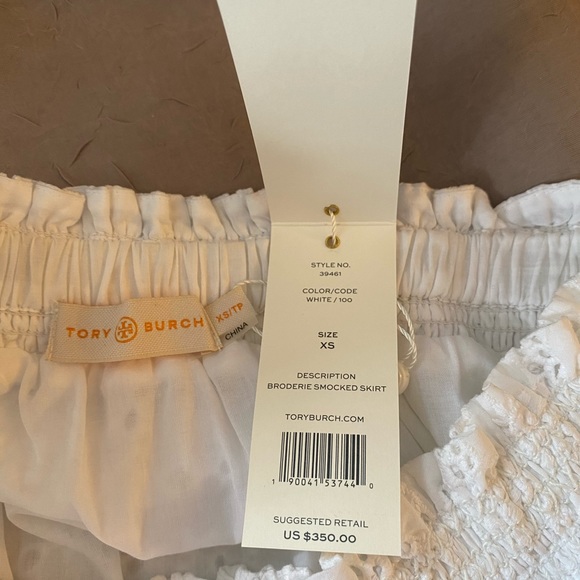 TORY BURCH
XS/TP
CHINA
STYLE NO.
39461
COLOR/CODE
WHITE / 100
SIZE
XS
DESCRIPTION
BRODERIE SMOCKED SKIRT
TORYBURCH.COM
1 90041 53744 0
SUGGESTED RETAIL
US $350.00